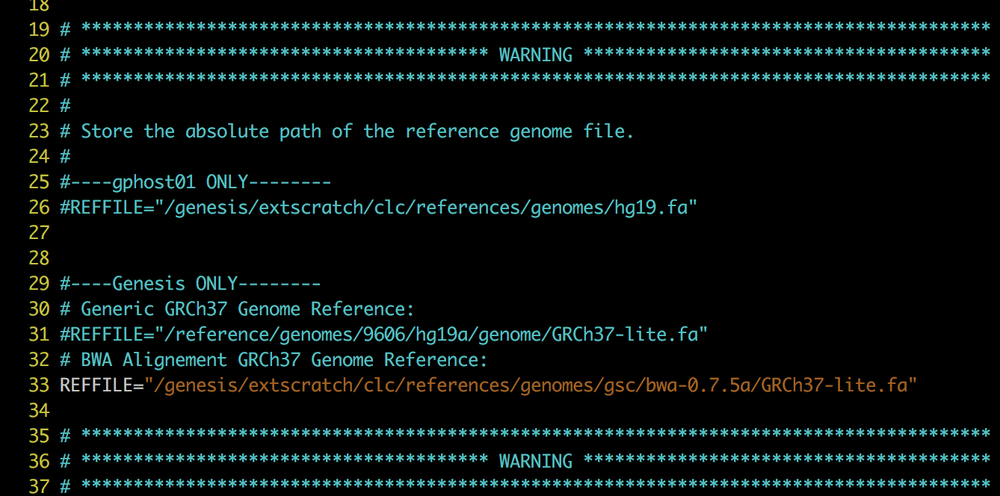 18
19 # ***************************************************************************************
20 # *************************************** WARNING ***************************************
21 # ***************************************************************************************
22 #
23 # Store the absolute path of the reference genome file.
24 #
25 #----gphost01 ONLY--------
26 #REFFILE="/genesis/extscratch/clc/references/genomes/hg19.fa"
27
28
29 #----Genesis ONLY--------
30 # Generic GRCh37 Genome Reference:
31 #REFFILE="/reference/genomes/9606/hg19a/genome/GRCh37-lite.fa"
32 # BWA Alignement GRCh37 Genome Reference:
33 REFFILE="/genesis/extscratch/clc/references/genomes/gsc/bwa-0.7.5a/GRCh37-lite.fa"
34
35 # ***************************************************************************************
36 # *************************************** WARNING ***************************************
37 # ***************************************************************************************